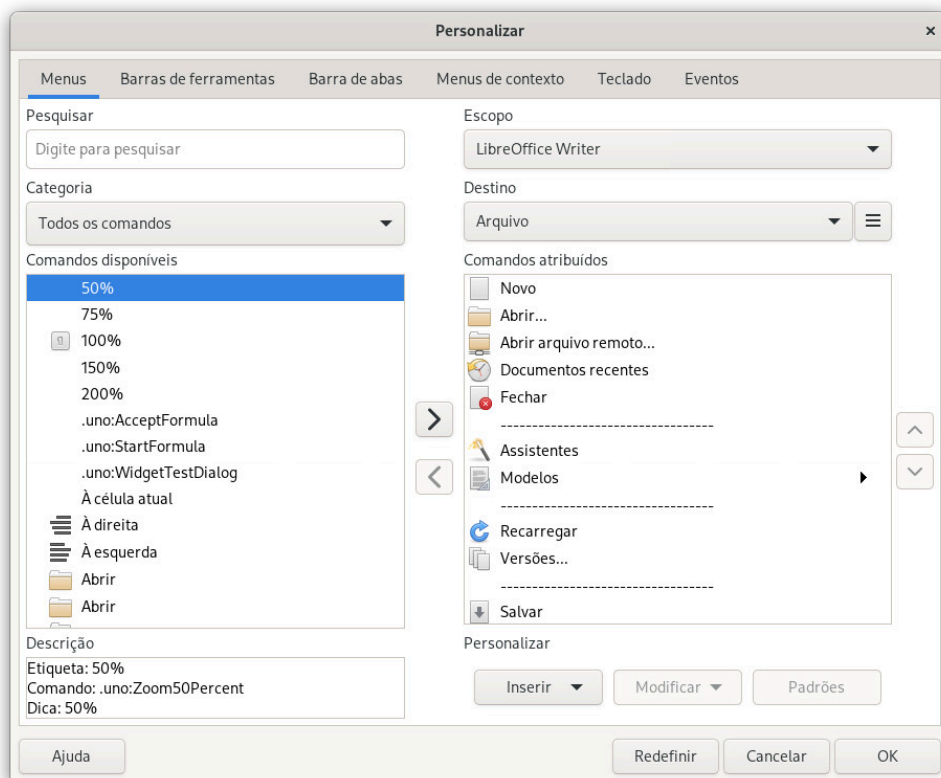 Personalizar
Menus Barras de ferramentas Barra de abas Menus de contexto Teclado Eventos
Pesquisar
Digite para pesquisar
Categoria
Todos os comandos
Comandos disponíveis
50%
75%
100%
150%
200%
.uno:AcceptFormula
.uno:StartFormula
.uno:WidgetTestDialog
À célula atual
À direita
À esquerda
Abrir
Abrir
Descrição
Etiqueta: 50%
Comando: .uno:Zoom50Percent
Dica: 50%
Escopo
LibreOffice Writer
Destino
Arquivo
Comandos atribuídos
Novo
Abrir...
Abrir arquivo remoto...
Documentos recentes
Fechar
----------------------------------
Assistentes
Modelos
----------------------------------
Recarregar
Versões...
----------------------------------
Salvar
Personalizar
Inserir Modificar Padrões
Ajuda Redefinir Cancelar OK